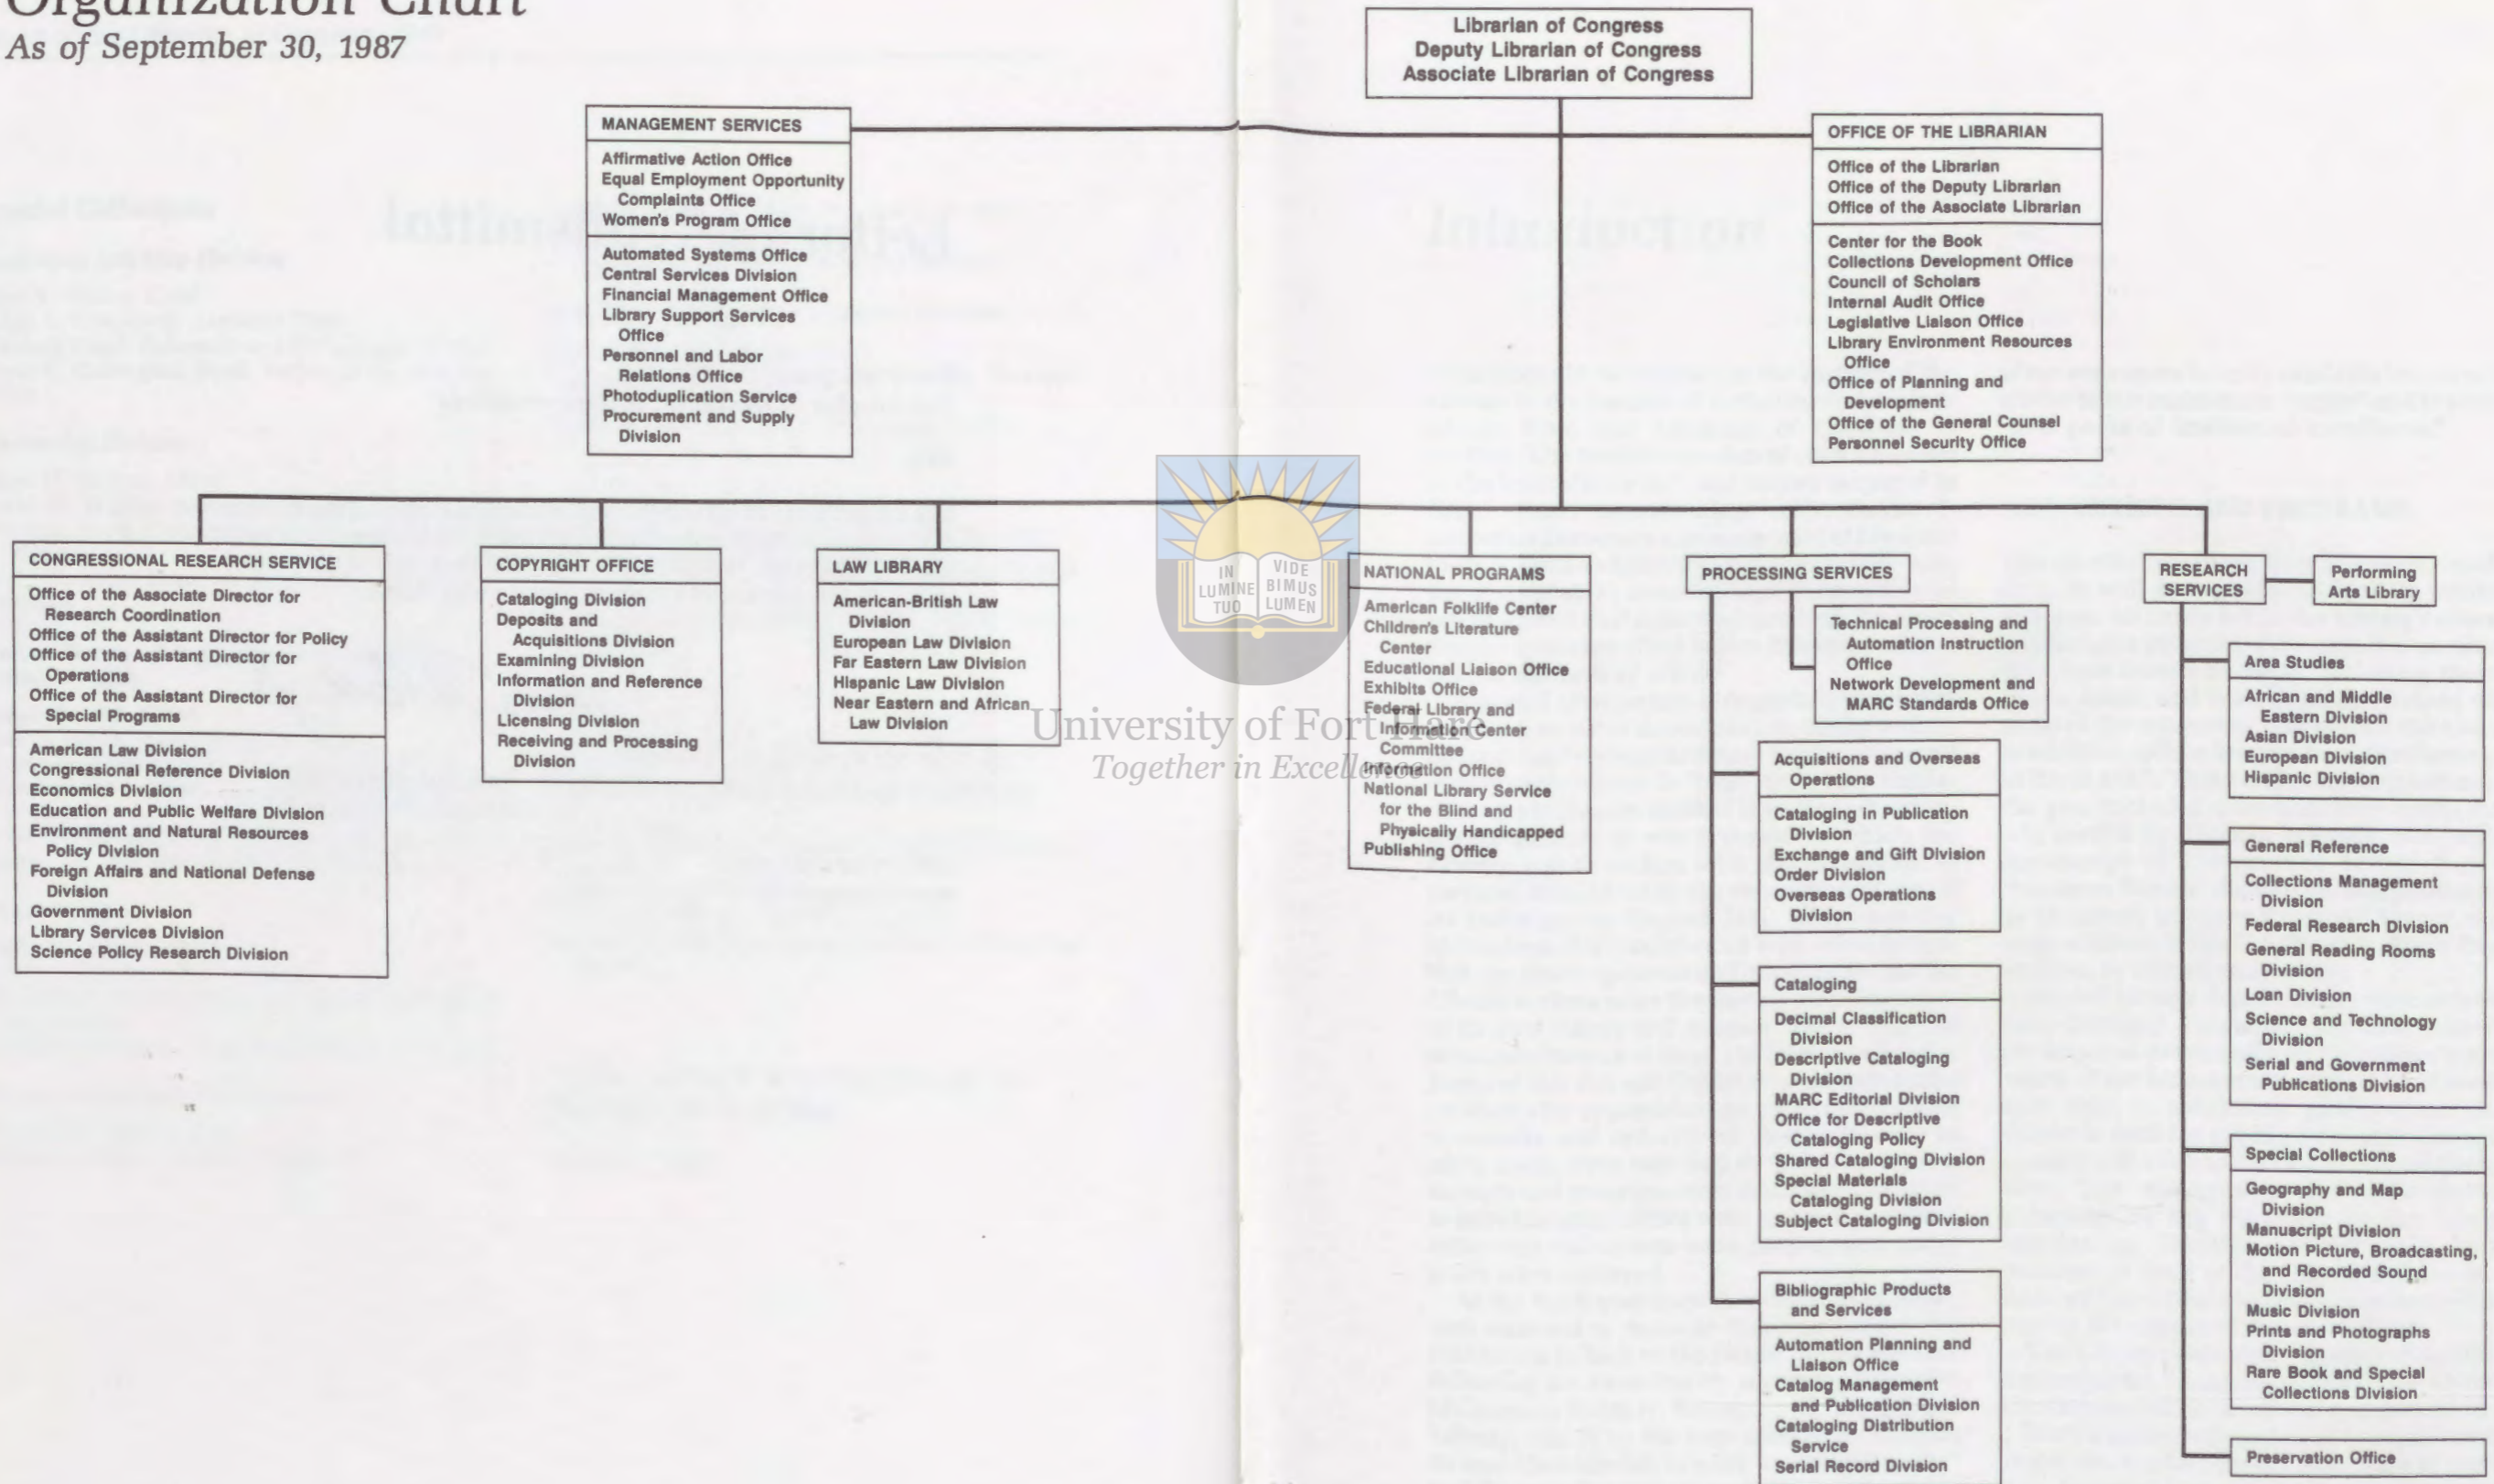 Organization Chart
As of September 30, 1987
Librarian of Congress
Deputy Librarian of Congress
Associate Librarian of Congress
MANAGEMENT SERVICES
Affirmative Action Office
Equal Employment Opportunity
Complaints Office
Women's Program Office
Automated Systems Office
Central Services Division
Financial Management Office
Library Support Services
Office
Personnel and Labor
Relations Office
Photoduplication Service
Procurement and Supply
Division
OFFICE OF THE LIBRARIAN
Office of the Librarian
Office of the Deputy Librarian
Office of the Associate Librarian
Center for the Book
Collections Development Office
Council of Scholars
Internal Audit Office
Legislative Liaison Office
Library Environment Resources
Office
Office of Planning and
Development
Office of the General Counsel
Personnel Security Office
CONGRESSIONAL RESEARCH SERVICE
Office of the Associate Director for
Research Coordination
Office of the Assistant Director for Policy
Office of the Assistant Director for
Operations
Office of the Assistant Director for
Special Programs
American Law Division
Congressional Reference Division
Economics Division
Education and Public Welfare Division
Environment and Natural Resources
Policy Division
Foreign Affairs and National Defense
Division
Government Division
Library Services Division
Science Policy Research Division
COPYRIGHT OFFICE
Cataloging Division
Deposits and
Acquisitions Division
Examining Division
Information and Reference
Division
Licensing Division
Receiving and Processing
Division
LAW LIBRARY
American-British Law
Division
European Law Division
Far Eastern Law Division
Hispanic Law Division
Near Eastern and African
Law Division
IN LUMINE TUO
VIDE BIMUS LUMEN
University of Fort Hare
Together in Excellence
NATIONAL PROGRAMS
American Folklife Center
Children's Literature
Center
Educational Liaison Office
Exhibits Office
Federal Library and
Information Center
Committee
Information Office
National Library Service
for the Blind and
Physically Handicapped
Publishing Office
PROCESSING SERVICES
Technical Processing and
Automation Instruction
Office
Network Development and
MARC Standards Office
Acquisitions and Overseas
Operations
Cataloging in Publication
Division
Exchange and Gift Division
Order Division
Overseas Operations
Division
Cataloging
Decimal Classification
Division
Descriptive Cataloging
Division
MARC Editorial Division
Office for Descriptive
Cataloging Policy
Shared Cataloging Division
Special Materials
Cataloging Division
Subject Cataloging Division
Bibliographic Products
and Services
Automation Planning and
Liaison Office
Catalog Management
and Publication Division
Cataloging Distribution
Service
Serial Record Division
RESEARCH
SERVICES
Performing
Arts Library
Area Studies
African and Middle
Eastern Division
Asian Division
European Division
Hispanic Division
General Reference
Collections Management
Division
Federal Research Division
General Reading Rooms
Division
Loan Division
Science and Technology
Division
Serial and Government
Publications Division
Special Collections
Geography and Map
Division
Manuscript Division
Motion Picture, Broadcasting,
and Recorded Sound
Division
Music Division
Prints and Photographs
Division
Rare Book and Special
Collections Division
Preservation Office